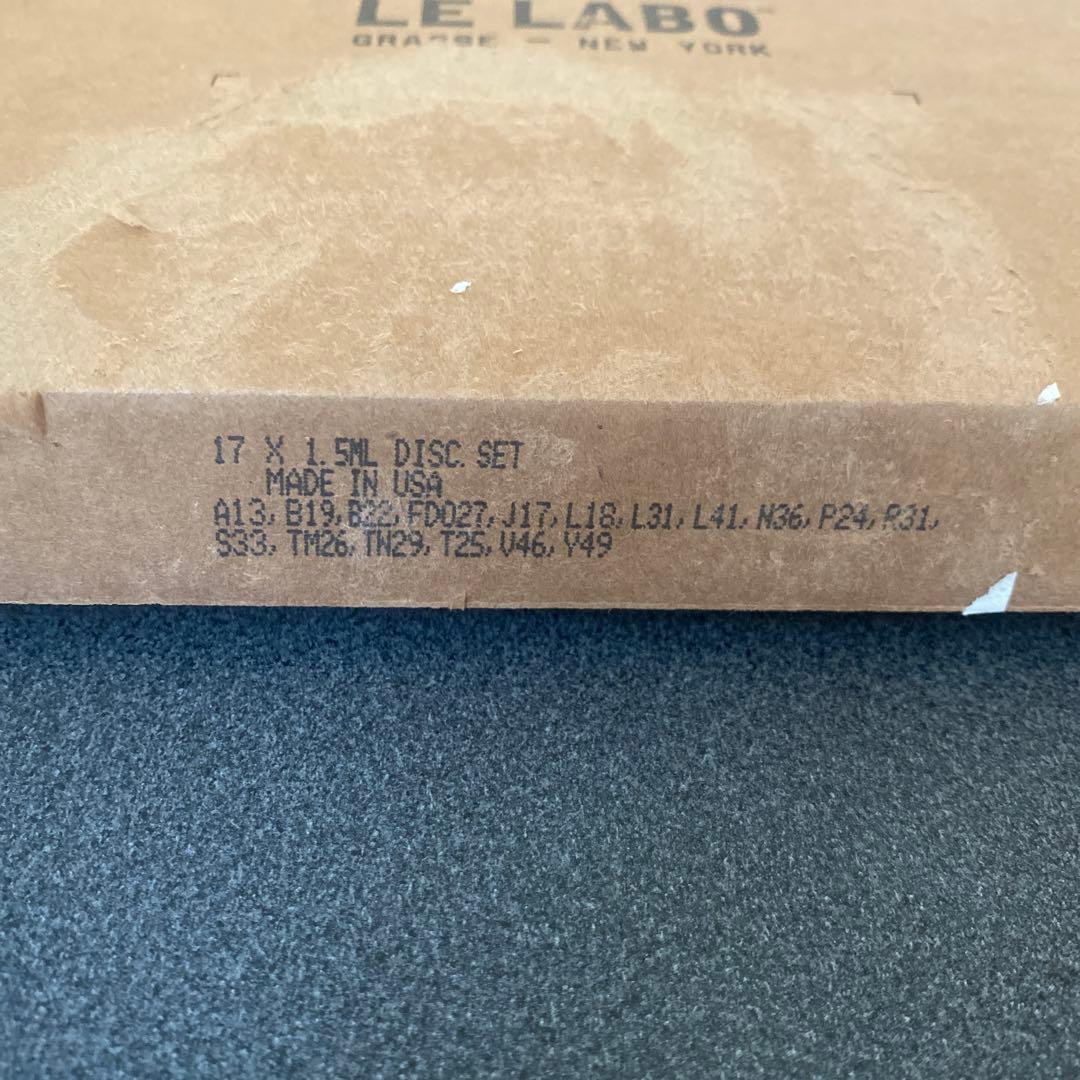 LE LABO
GRASSE - NEW YORK
17 X 1.5ML DISC. SET
MADE IN USA
A13, B19, B22, FDO27, J17, L18, L31, L41, N36, P24, R31,
S33, TM26, TN29, T25, V46, Y49